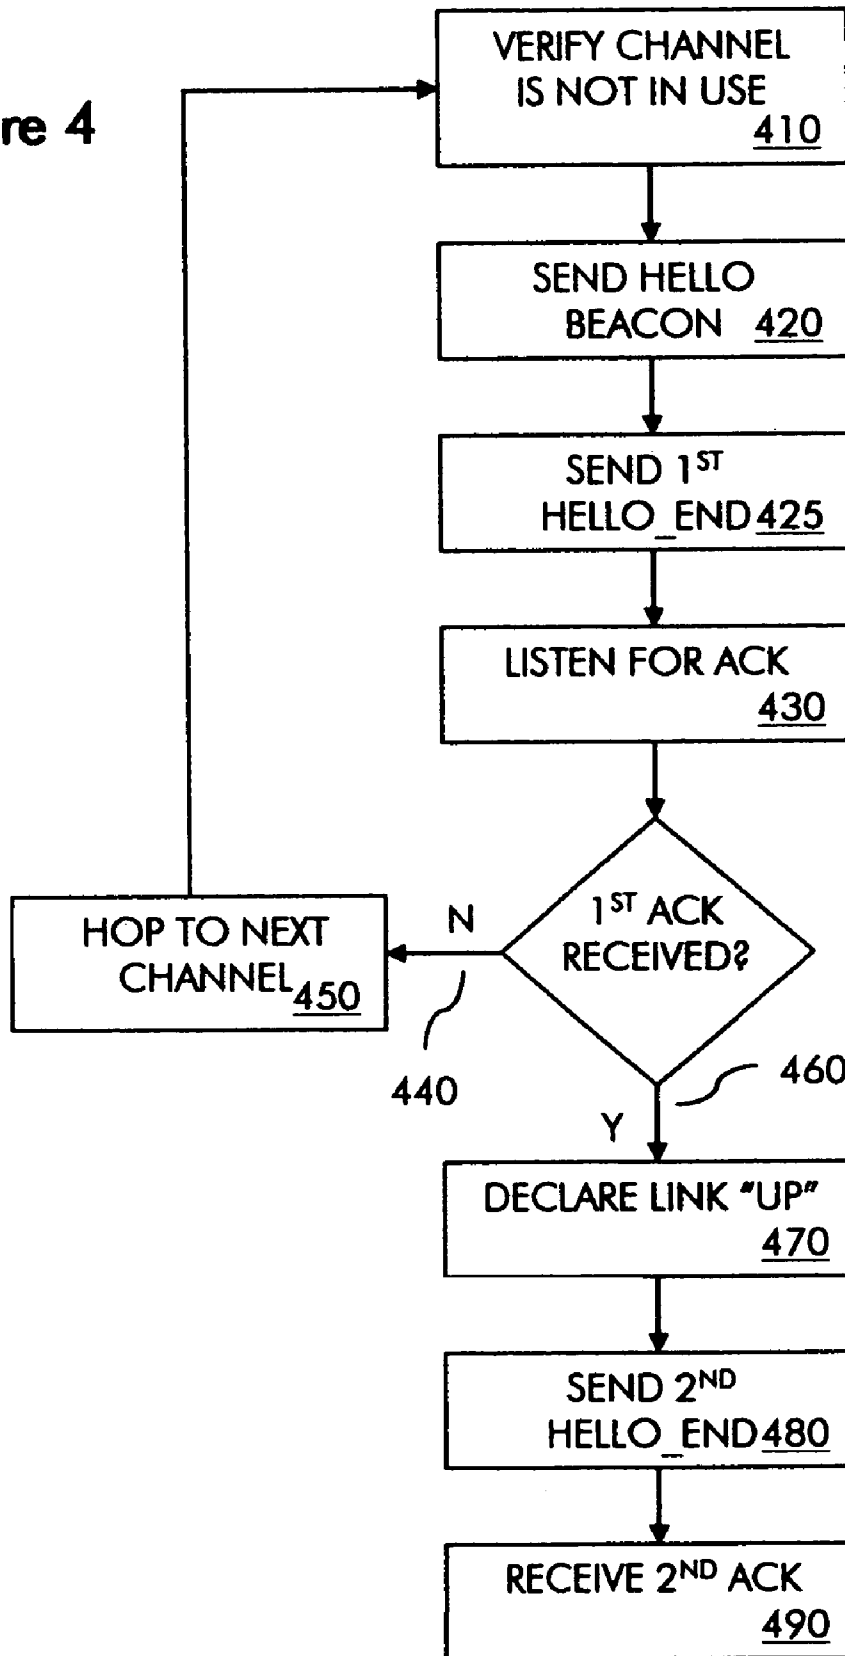 re 4
VERIFY CHANNEL
IS NOT IN USE
410
SEND HELLO
BEACON 420
SEND 1ST
HELLO_END 425
LISTEN FOR ACK
430
1ST ACK
RECEIVED?
N
HOP TO NEXT
CHANNEL 450
440
460
Y
DECLARE LINK "UP"
470
SEND 2ND
HELLO_END 480
RECEIVE 2ND ACK
490